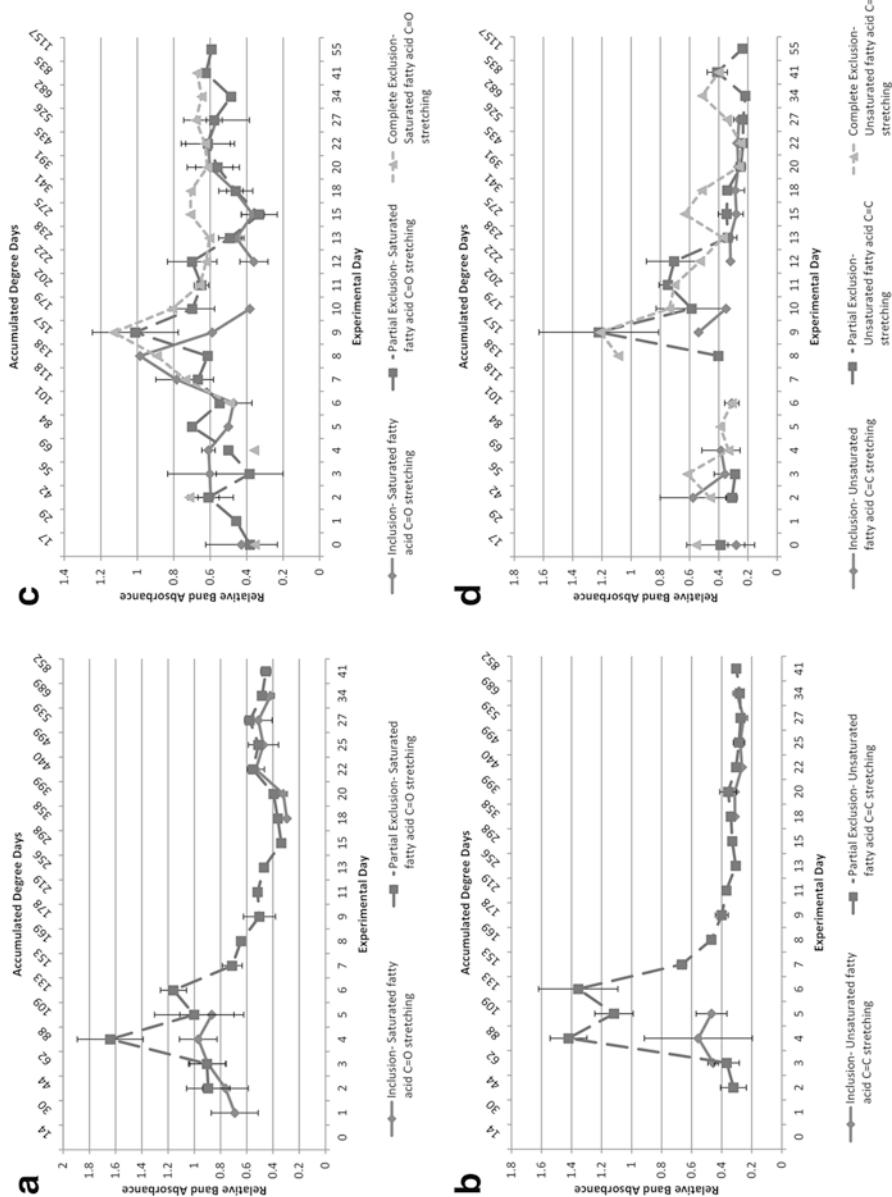 a
Accumulated Degree Days
14 30 44 62 88 109 133 153 169 178 219 256 298 358 399 440 499 539 689 852
Relative Band Absorbance
2
1.8
1.6
1.4
1.2
1
0.8
0.6
0.4
0.2
0
0 1 2 3 4 5 6 7 8 9 11 13 15 18 20 22 25 27 34 41
Experimental Day
Inclusion- Saturated fatty
acid C=O stretching
Partial Exclusion- Saturated
fatty acid C=O stretching
b
Accumulated Degree Days
14 30 44 62 88 109 133 153 169 178 219 256 298 358 399 440 499 539 689 852
Relative Band Absorbance
1.8
1.6
1.4
1.2
1
0.8
0.6
0.4
0.2
0
0 1 2 3 4 5 6 7 8 9 11 13 15 18 20 22 25 27 34 41
Experimental Day
Inclusion- Unsaturated fatty
acid C=C stretching
Partial Exclusion- Unsaturated
fatty acid C=C stretching
c
Accumulated Degree Days
17 29 42 56 69 84 101 118 138 157 179 202 222 238 275 341 391 435 526 682 835 1157
Relative Band Absorbance
1.4
1.2
1
0.8
0.6
0.4
0.2
0
0 1 2 3 4 5 6 7 8 9 10 11 12 13 15 18 20 22 27 34 41 55
Experimental Day
Inclusion- Saturated fatty
acid C=O stretching
Partial Exclusion- Saturated
fatty acid C=O stretching
Complete Exclusion-
Saturated fatty acid C=O
stretching
d
Accumulated Degree Days
17 29 42 56 69 84 101 118 138 157 179 202 222 238 275 341 391 435 526 682 835 1157
Relative Band Absorbance
1.8
1.6
1.4
1.2
1
0.8
0.6
0.4
0.2
0
0 1 2 3 4 5 6 7 8 9 10 11 12 13 15 18 20 22 27 34 41 55
Experimental Day
Inclusion- Unsaturated
fatty acid C=C stretching
Partial Exclusion-
Unsaturated fatty acid C=C
stretching
Complete Exclusion-
Unsaturated fatty acid C=
stretching